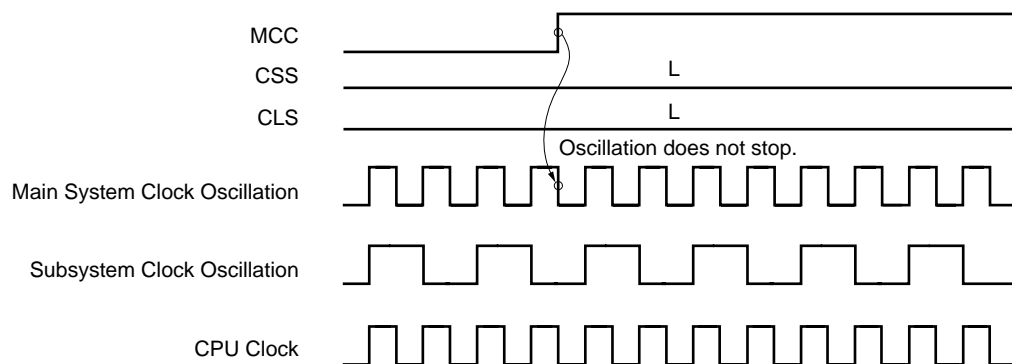 MCC
CSS L
CLS L
Oscillation does not stop.
Main System Clock Oscillation
Subsystem Clock Oscillation
CPU Clock